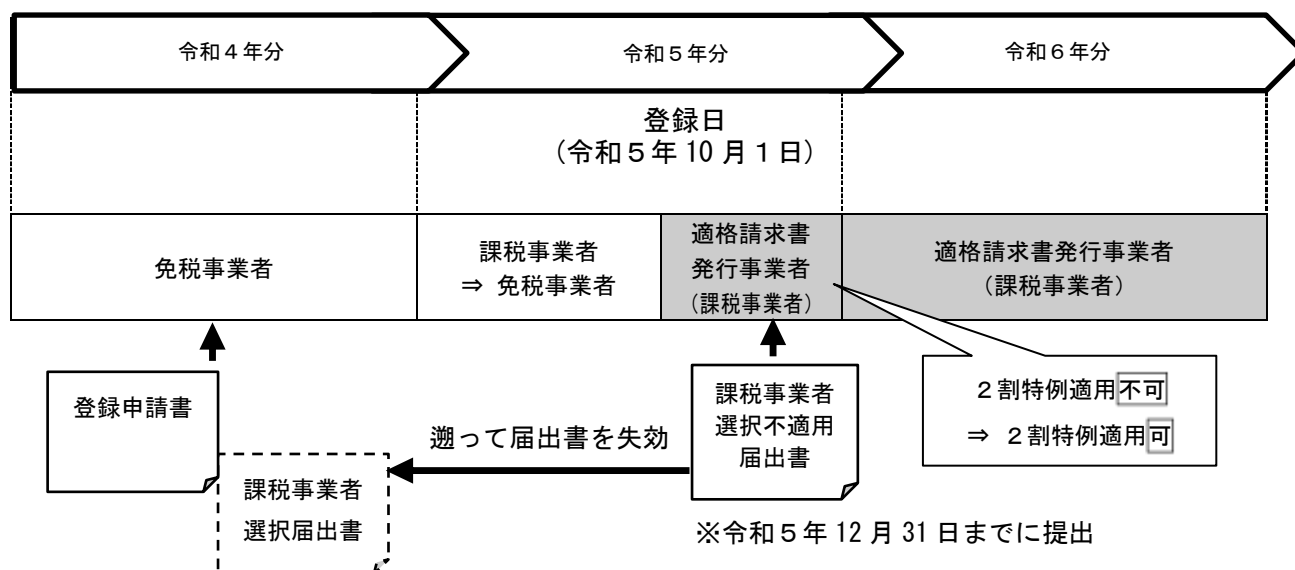 令和４年分
令和５年分
令和６年分
登録日
（令和５年10月１日）
免税事業者
課税事業者
⇒ 免税事業者
適格請求書
発行事業者
（課税事業者）
適格請求書発行事業者
（課税事業者）
登録申請書
課税事業者
選択届出書
遡って届出書を失効
課税事業者
選択不適用
届出書
２割特例適用不可
⇒ ２割特例適用可
※令和５年12月31日までに提出